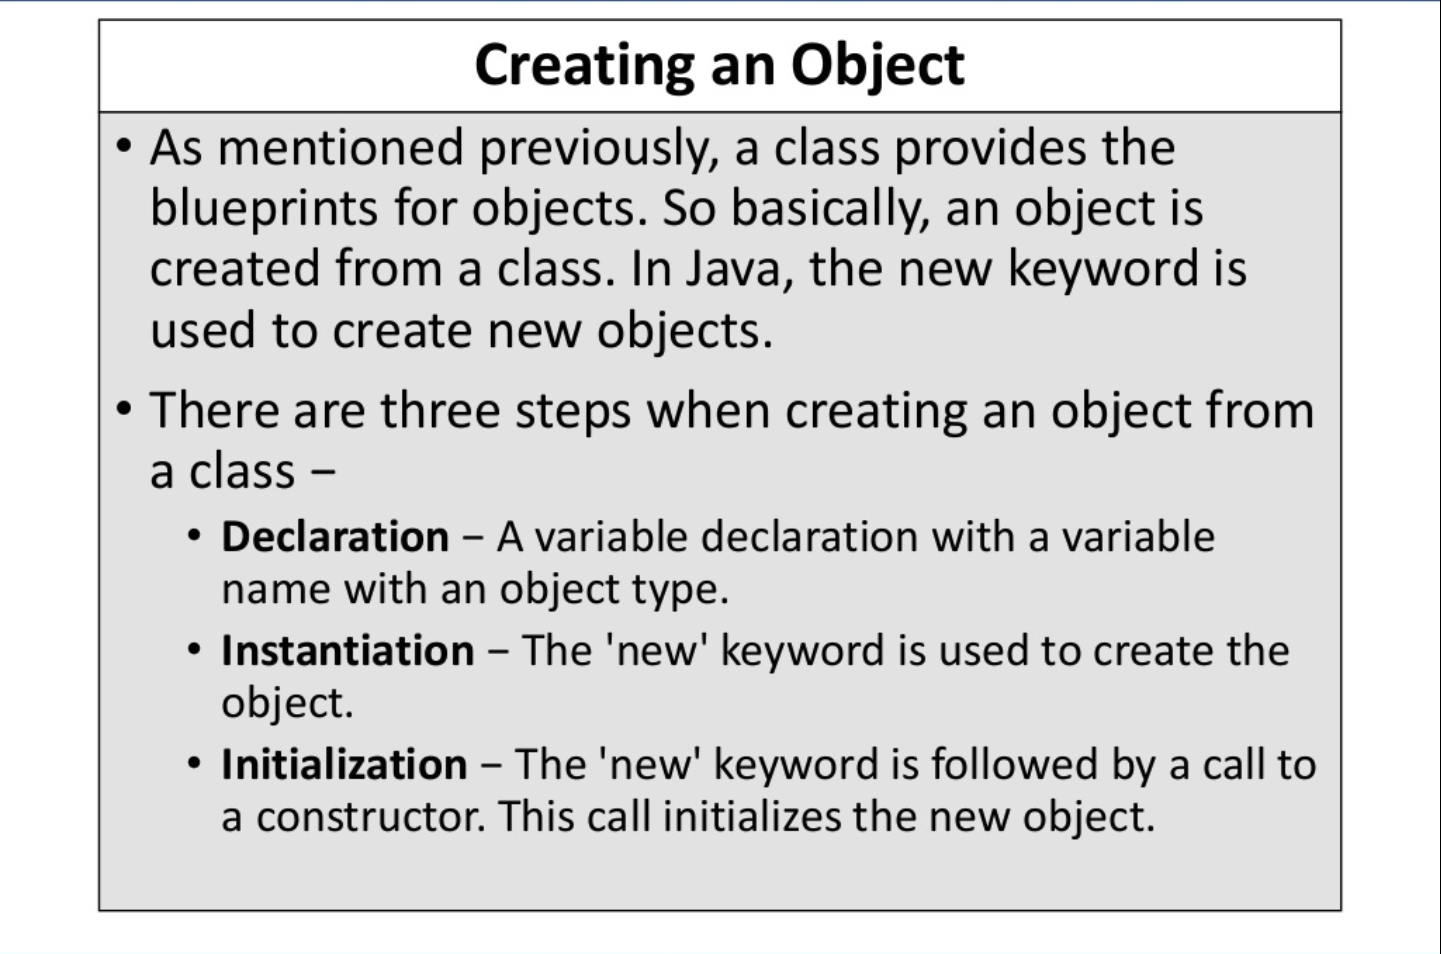 Creating an Object
• As mentioned previously, a class provides the
blueprints for objects. So basically, an object is
created from a class. In Java, the new keyword is
used to create new objects.
• There are three steps when creating an object from
a class −
• Declaration − A variable declaration with a variable
name with an object type.
• Instantiation − The 'new' keyword is used to create the
object.
• Initialization − The 'new' keyword is followed by a call to
a constructor. This call initializes the new object.